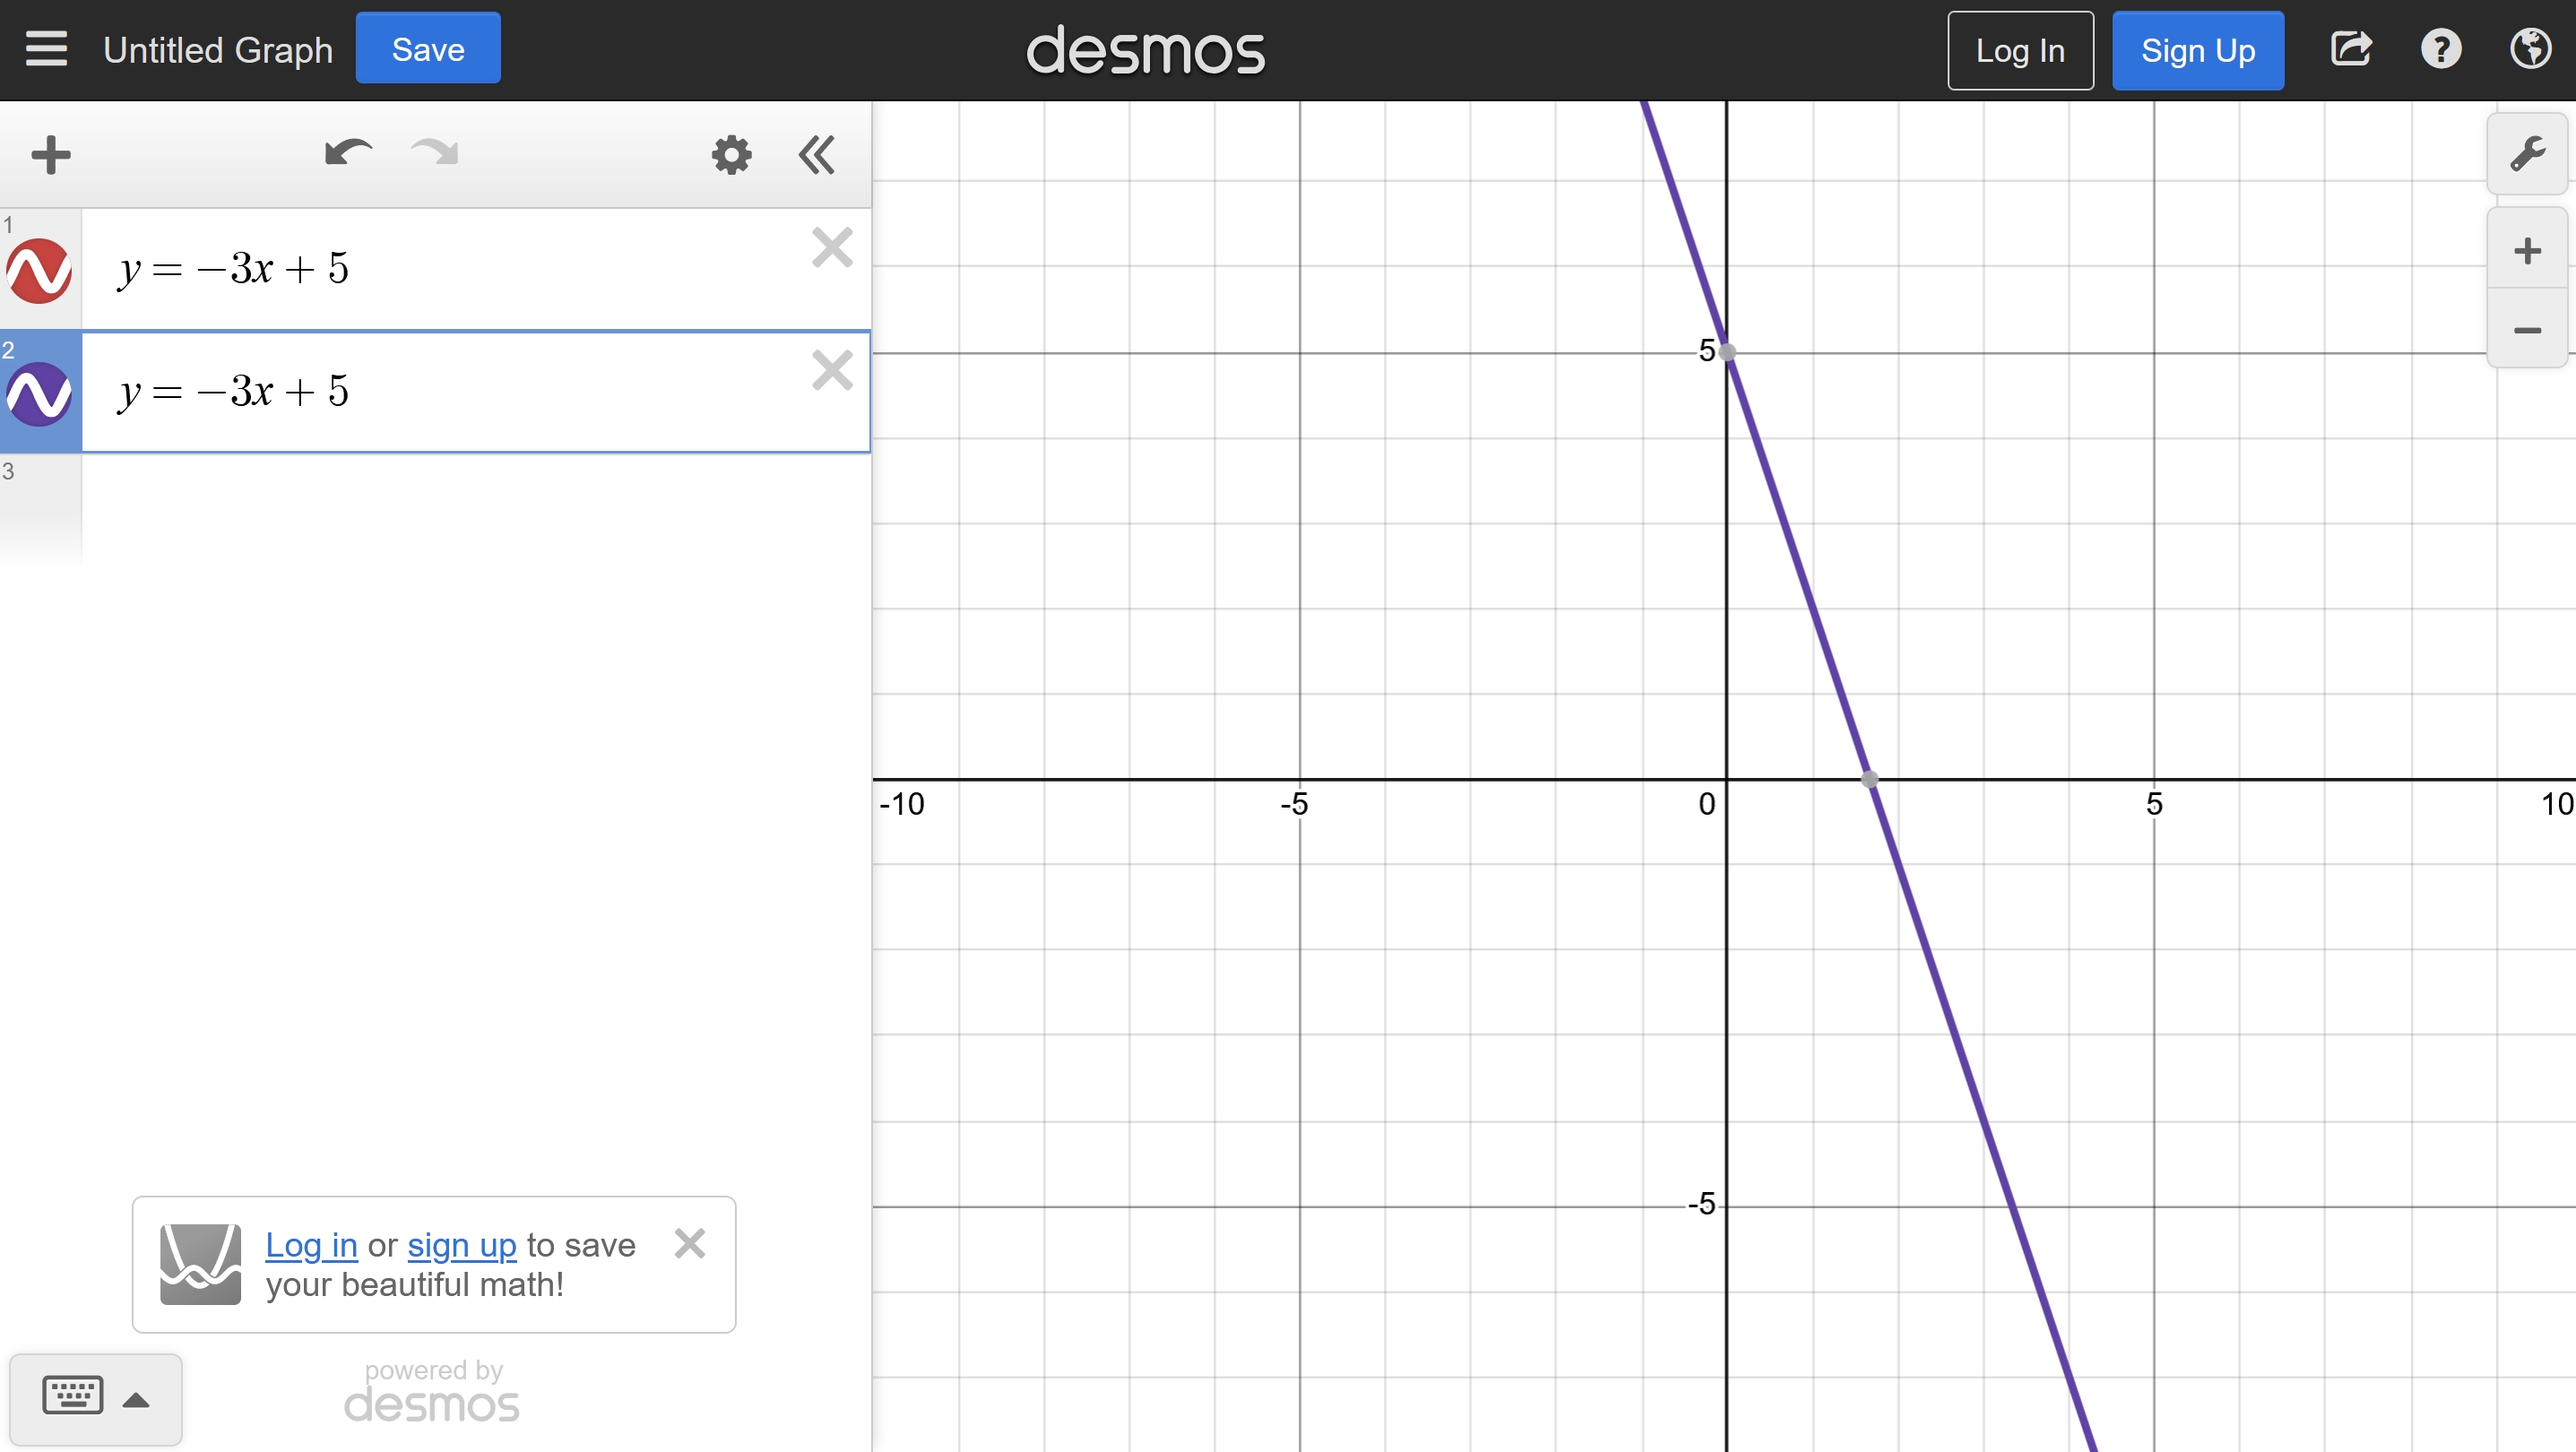 Untitled Graph Save desmos Log In Sign Up ?
1
y = −3x + 5
2
y = −3x + 5
3
5
-10 -5 0 5 10
-5
Log in or sign up to save
your beautiful math!
powered by
desmos